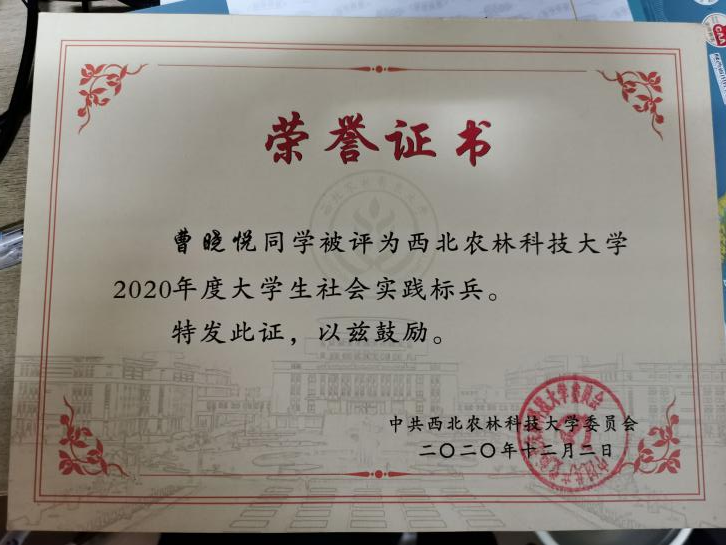 荣誉证书
曹晓悦同学被评为西北农林科技大学
2020年度大学生社会实践标兵。
特发此证，以兹鼓励。
中共西北农林科技大学委员会
二〇二〇年十二月二日
CAA